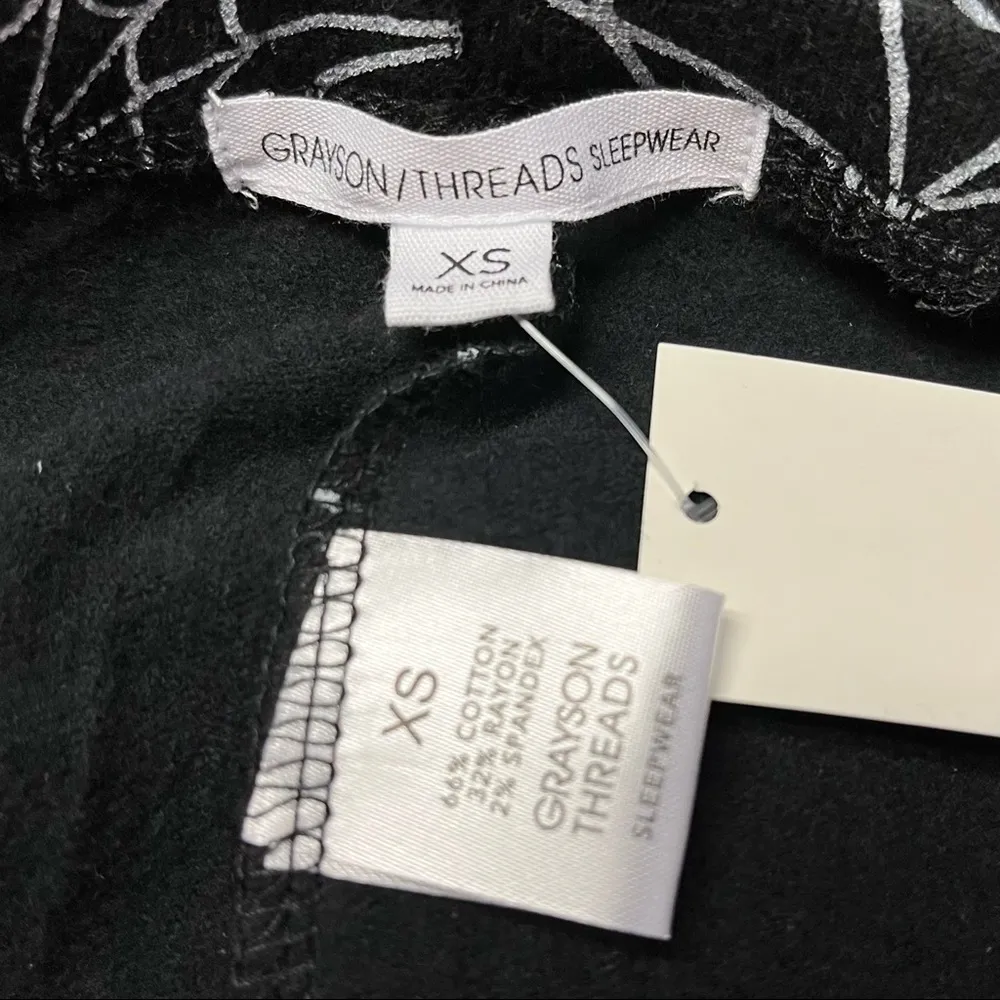 GRAYSON/THREADS SLEEPWEAR
XS
MADE IN CHINA
XS
66% COTTON
32% RAYON
2% SPANDEX
GRAYSON
THREADS
SLEEPWEAR